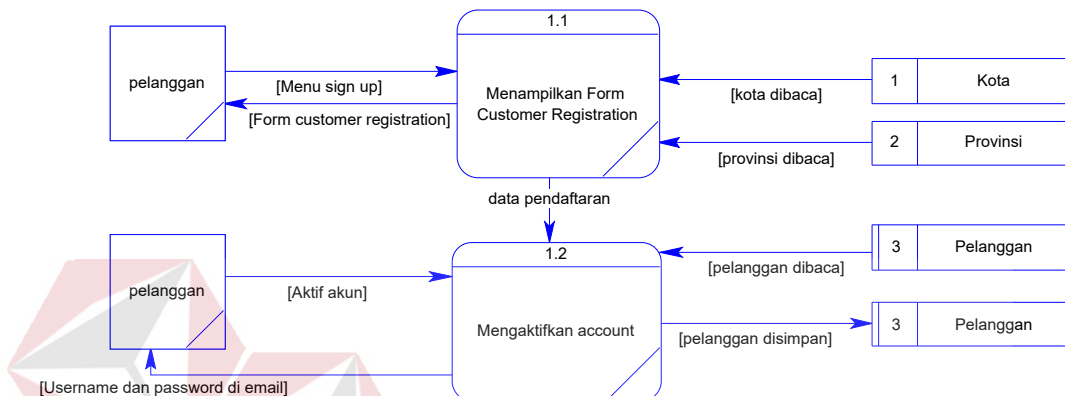 1.1
pelanggan
[Menu sign up]
[Form customer registration]
Menampilkan Form
Customer Registration
[kota dibaca]
1 Kota
[provinsi dibaca]
2 Provinsi
data pendaftaran
1.2
pelanggan
[Aktif akun]
Mengaktifkan account
[pelanggan dibaca]
3 Pelanggan
[pelanggan disimpan]
3 Pelanggan
[Username dan password di email]